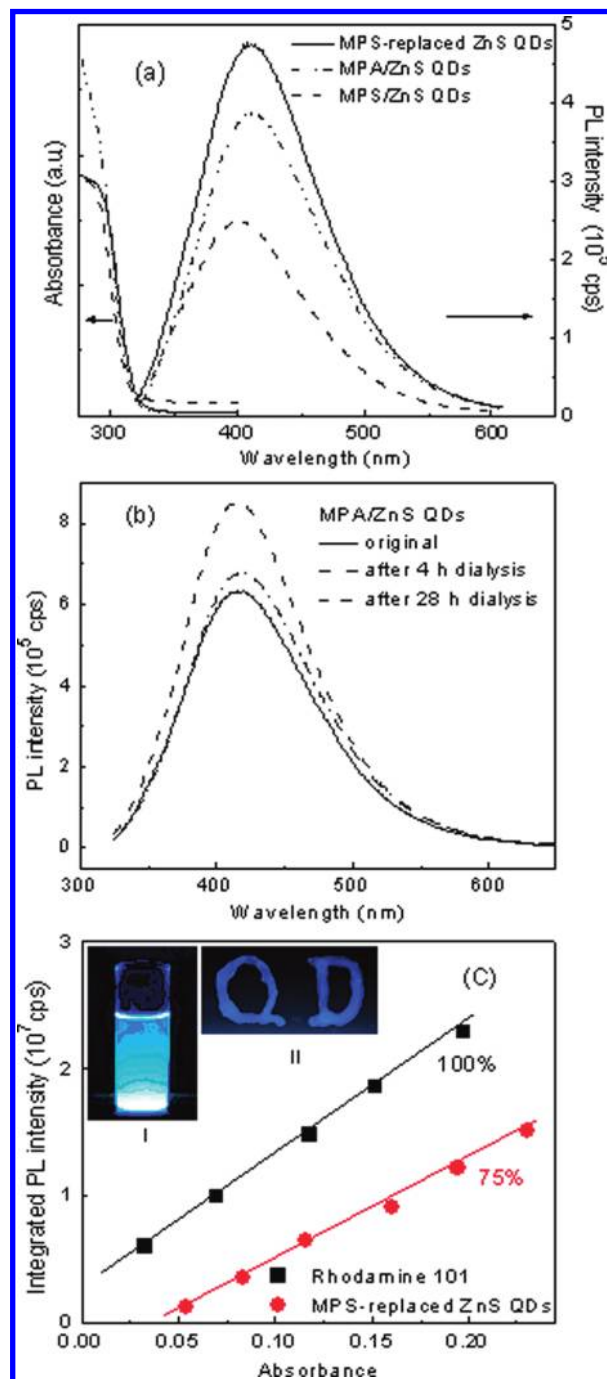 (a)
MPS-replaced ZnS QDs
MPA/ZnS QDs
MPS/ZnS QDs
Absorbance (a.u)
PL intensity (10⁵ cps)
5
4
3
2
1
0
300 400 500 600
Wavelength (nm)
(b)
MPA/ZnS QDs
original
after 4 h dialysis
after 28 h dialysis
PL intensity (10⁵ cps)
8
6
4
2
0
300 400 500 600
Wavelength (nm)
(C)
Q D
I
II
100%
75%
Rhodamine 101
MPS-replaced ZnS QDs
Integrated PL intensity (10⁷cps)
3
2
1
0
0.00 0.05 0.10 0.15 0.20
Absorbance